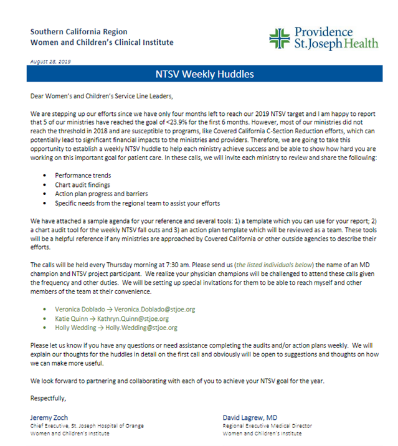 Southern California Region
Women and Children's Clinical Institute
Providence
St.JosephHealth
August 28, 2019
NTSV Weekly Huddles
Dear Women's and Children's Service Line Leaders,
We are stepping up our efforts since we have only four months left to reach our 2019 NTSV target and I am happy to report
that 5 of our ministries have reached the goal of <23.9% for the first 6 months. However, most of our ministries did not
reach the threshold in 2018 and are susceptible to programs, like Covered California C-Section Reduction efforts, which can
potentially lead to significant financial impacts to the ministries and providers. Therefore, we are going to take this
opportunity to establish a weekly NTSV huddle to help each ministry achieve success and be able to show how hard you are
working on this important goal for patient care. In these calls, we will invite each ministry to review and share the following:
• Performance trends
• Chart audit findings
• Action plan progress and barriers
• Specific needs from the regional team to assist your efforts
We have attached a sample agenda for your reference and several tools: 1) a template which you can use for your report; 2)
a chart audit tool for the weekly NTSV fall outs and 3) an action plan template which will be reviewed as a team. These tools
will be a helpful reference if any ministries are approached by Covered California or other outside agencies to describe their
efforts.
The calls will be held every Thursday morning at 7:30 am. Please send us (the listed individuals below) the name of an MD
champion and NTSV project participant. We realize your physician champions will be challenged to attend these calls given
the frequency and other duties. We will be setting up special invitations for them to be able to reach myself and other
members of the team at their convenience.
• Veronica Doblado → Veronica.Doblado@stjoe.org
• Katie Quinn → Kathryn.Quinn@stjoe.org
• Holly Wedding → Holly.Wedding@stjoe.org
Please let us know if you have any questions or need assistance completing the audits and/or action plans weekly. We will
explain our thoughts for the huddles in detail on the first call and obviously will be open to suggestions and thoughts on how
we can make more useful.
We look forward to partnering and collaborating with each of you to achieve your NTSV goal for the year.
Respectfully,
Jeremy Zoch
Chief Executive, St. Joseph Hospital of Orange
Women and Children's Institute
David Lagrew, MD
Regional Executive Medical Director
Women and Children's Institute